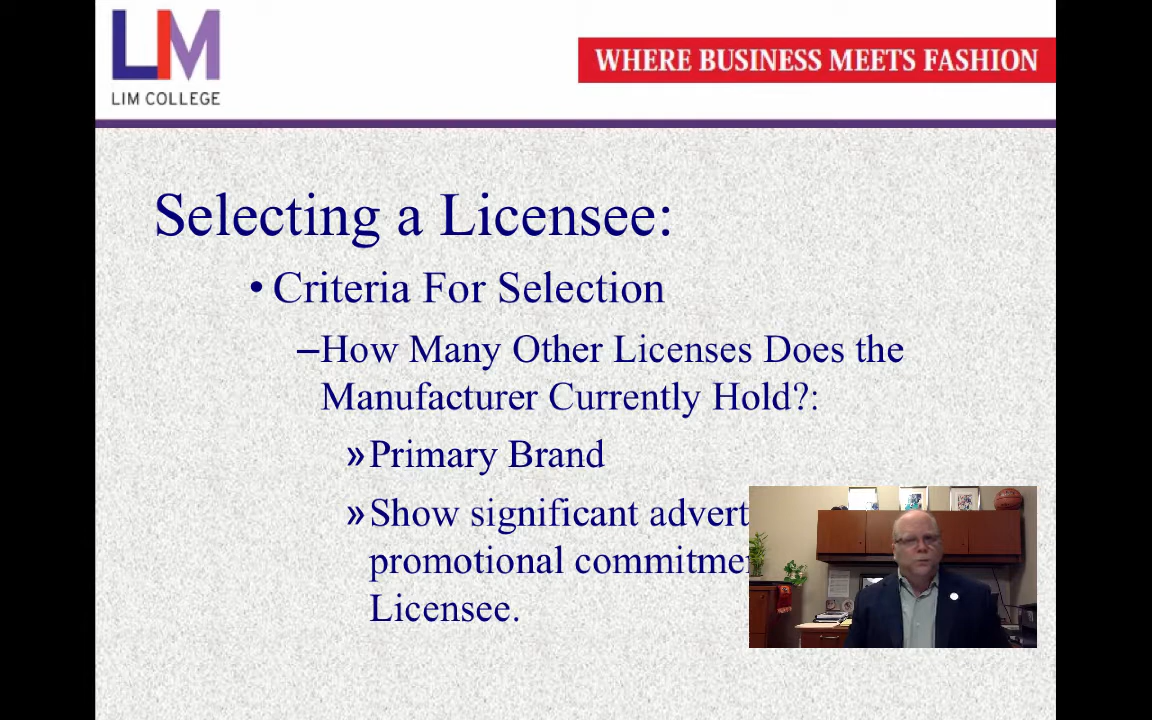 LIM
LIM COLLEGE
WHERE BUSINESS MEETS FASHION
Selecting a Licensee:
• Criteria For Selection
–How Many Other Licenses Does the
Manufacturer Currently Hold?:
»Primary Brand
»Show significant advert
promotional commitme
Licensee.